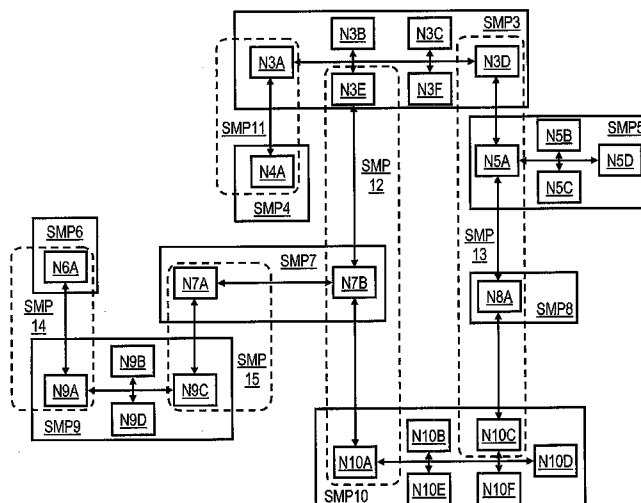 N3B
N3C
SMP3
N3A
N3D
N3E
N3F
SMP11
SMP5
N5B
N5A
N5D
N5C
N4A
SMP4
SMP
12
SMP6
N6A
SMP7
SMP
13
N7A
N7B
N8A
SMP8
SMP
14
N9B
SMP
15
N9A
N9C
N9D
SMP9
N10B
N10C
N10A
N10D
N10E
N10F
SMP10